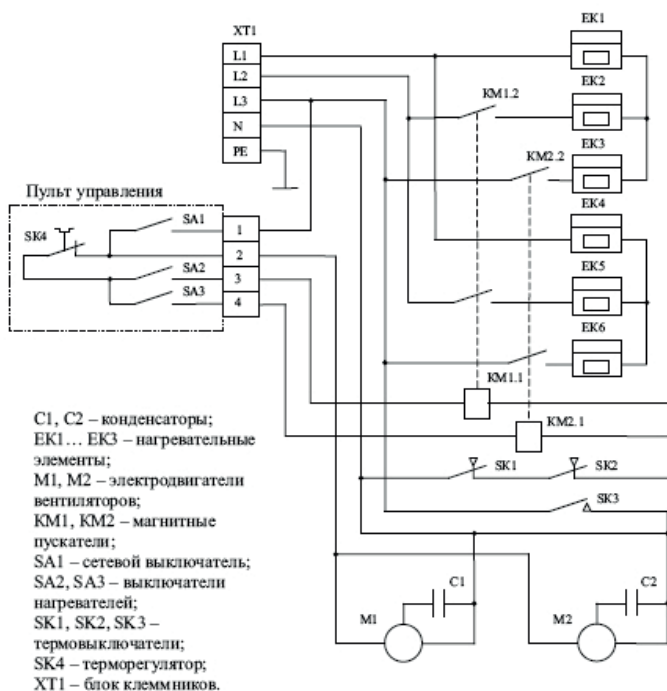 EK1
XT1
L1
L2
EK2
L3
KM1.2
N
EK3
PE
KM2.2
Пульт управления
EK4
SA1
1
SK4
2
SA2
3
EK5
SA3
4
EK6
KM1.1
KM2.1
SK1
SK2
SK3
C1
C2
M1
M2
C1, C2 – конденсаторы;
EK1... EK3 – нагревательные
элементы;
M1, M2 – электродвигатели
вентиляторов;
KM1, KM2 – магнитные
пускатели;
SA1 – сетевой выключатель;
SA2, SA3 – выключатели
нагревателей;
SK1, SK2, SK3 –
термовыключатели;
SK4 – терморегулятор;
XT1 – блок клеммников.